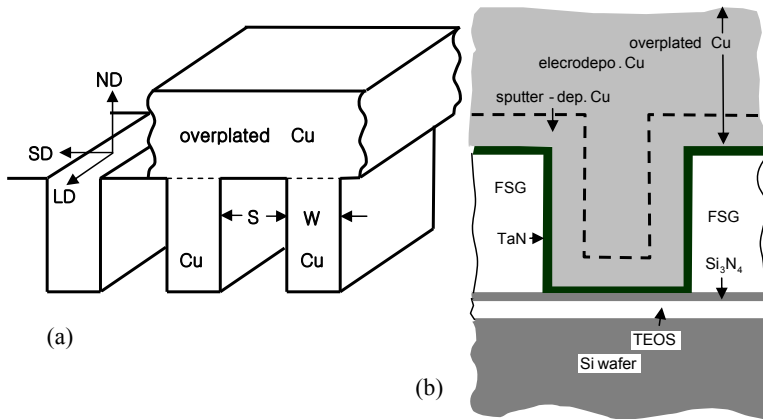 ND
SD
LD
overplated Cu
S
W
Cu
Cu
(a)
overplated Cu
elecrodepo. Cu
sputter - dep. Cu
FSG
FSG
TaN
Si3N4
TEOS
Si wafer
(b)